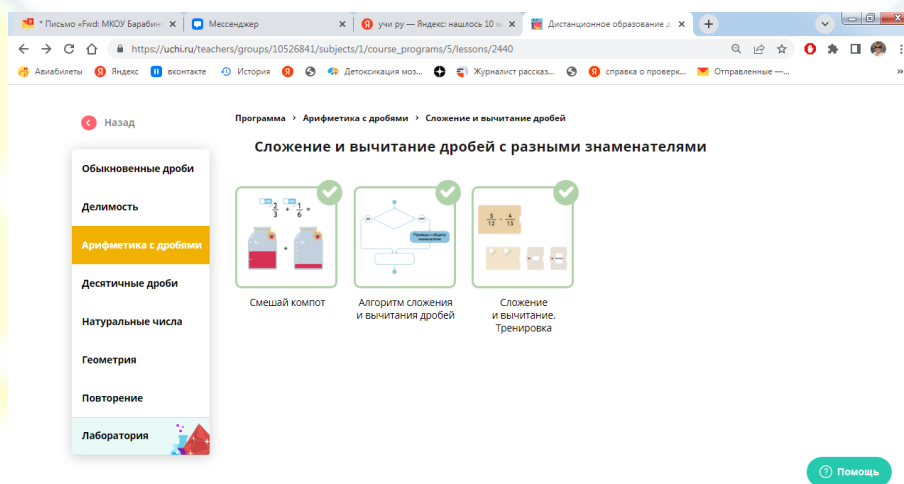 * Письмо «Fwd: МКОУ Барабин
Мессенджер
учи ру — Яндекс: нашлось 10 м
Дистанционное образование д
https://uchi.ru/teachers/groups/10526841/subjects/1/course_programs/5/lessons/2440
Авиабилеты
Яндекс
вконтакте
История
Детоксикация моз...
Журналист рассказ...
справка о проверк...
Отправленные —...
Назад
Программа > Арифметика с дробями > Сложение и вычитание дробей
Сложение и вычитание дробей с разными знаменателями
Обыкновенные дроби
Делимость
Арифметика с дробями
Десятичные дроби
Натуральные числа
Геометрия
Повторение
Лаборатория
2/3 + 1/6 =
+
Смешай компот
Алгоритм сложения
и вычитания дробей
5/12 - 4/15
Сложение
и вычитание.
Тренировка
Помощь